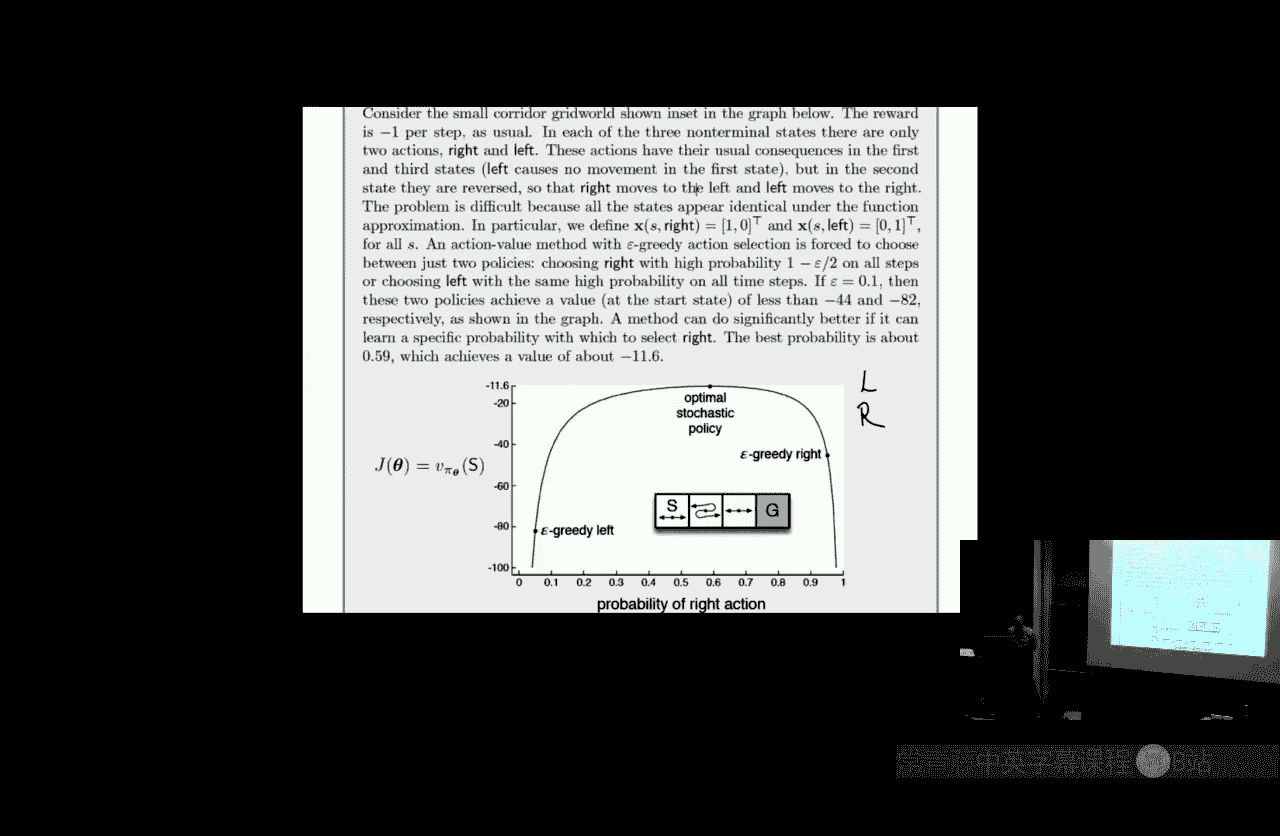 Consider the small corridor gridworld shown inset in the graph below. The reward
is −1 per step, as usual. In each of the three nonterminal states there are only
two actions, right and left. These actions have their usual consequences in the first
and third states (left causes no movement in the first state), but in the second
state they are reversed, so that right moves to the left and left moves to the right.
The problem is difficult because all the states appear identical under the function
approximation. In particular, we define x(s, right) = [1, 0]⊤ and x(s, left) = [0, 1]⊤,
for all s. An action-value method with ε-greedy action selection is forced to choose
between just two policies: choosing right with high probability 1 − ε/2 on all steps
or choosing left with the same high probability on all time steps. If ε = 0.1, then
these two policies achieve a value (at the start state) of less than −44 and −82,
respectively, as shown in the graph. A method can do significantly better if it can
learn a specific probability with which to select right. The best probability is about
0.59, which achieves a value of about −11.6.
L
R
-11.6
-20
-40
-60
-80
-100
J(θ) = vπθ(S)
optimal
stochastic
policy
ε-greedy right
S
G
ε-greedy left
0 0.1 0.2 0.3 0.4 0.5 0.6 0.7 0.8 0.9 1
probability of right action
中英字幕课程
B站